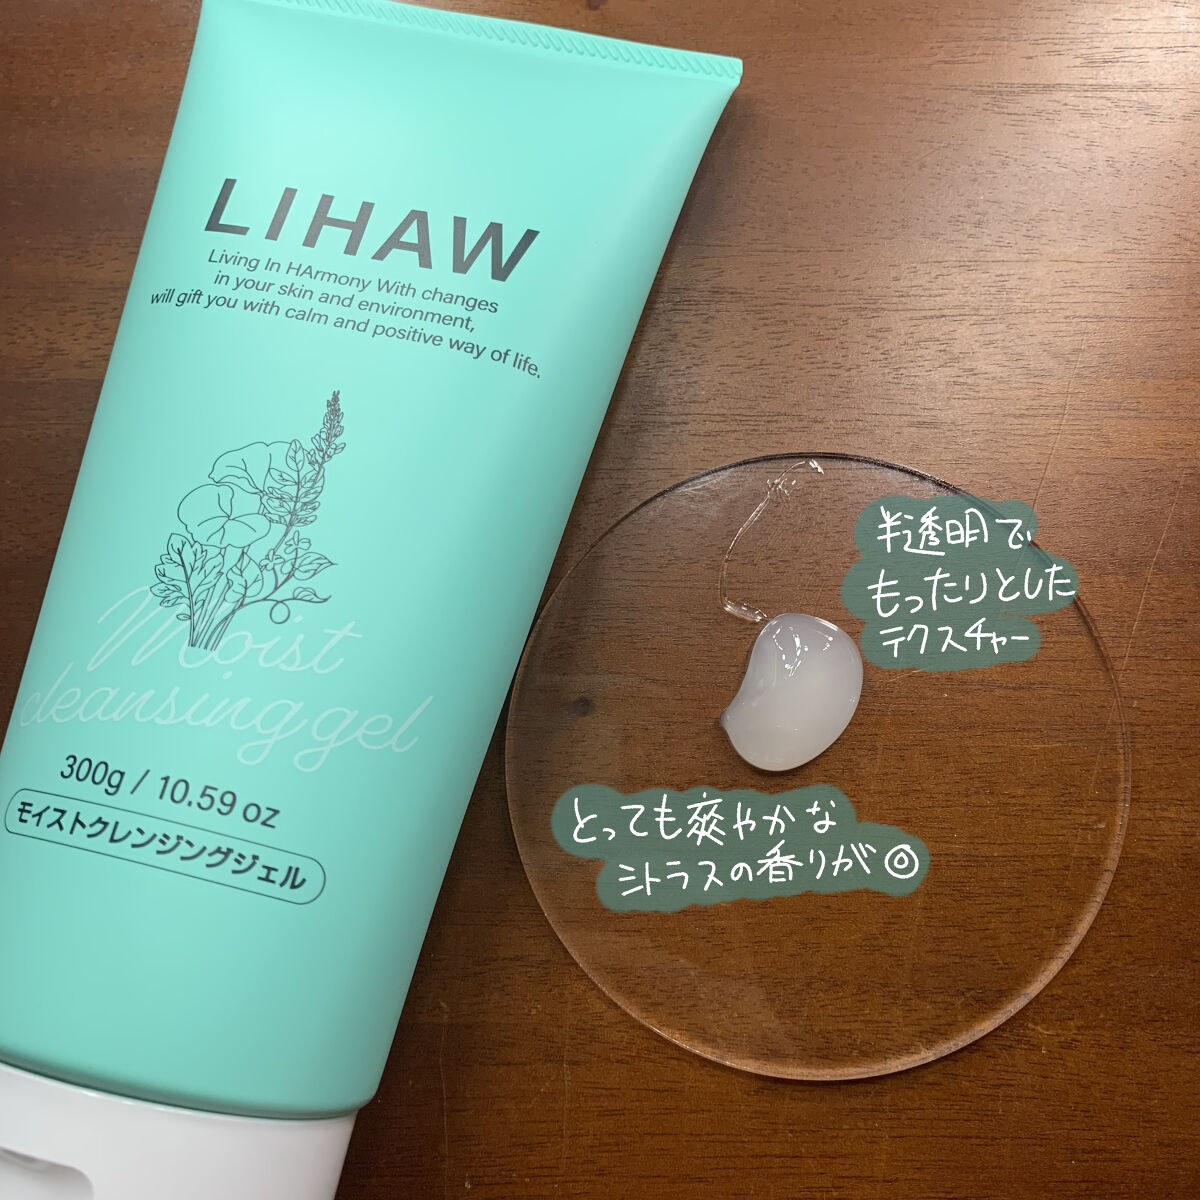 LIHAW
Living In HArmony With changes
in your skin and environment,
will gift you with calm and positive way of life.
Moist
cleansing gel
300g / 10.59 oz
モイストクレンジングジェル
半透明で、
もったりとした
テクスチャー
とっても爽やかな
シトラスの香りが◎